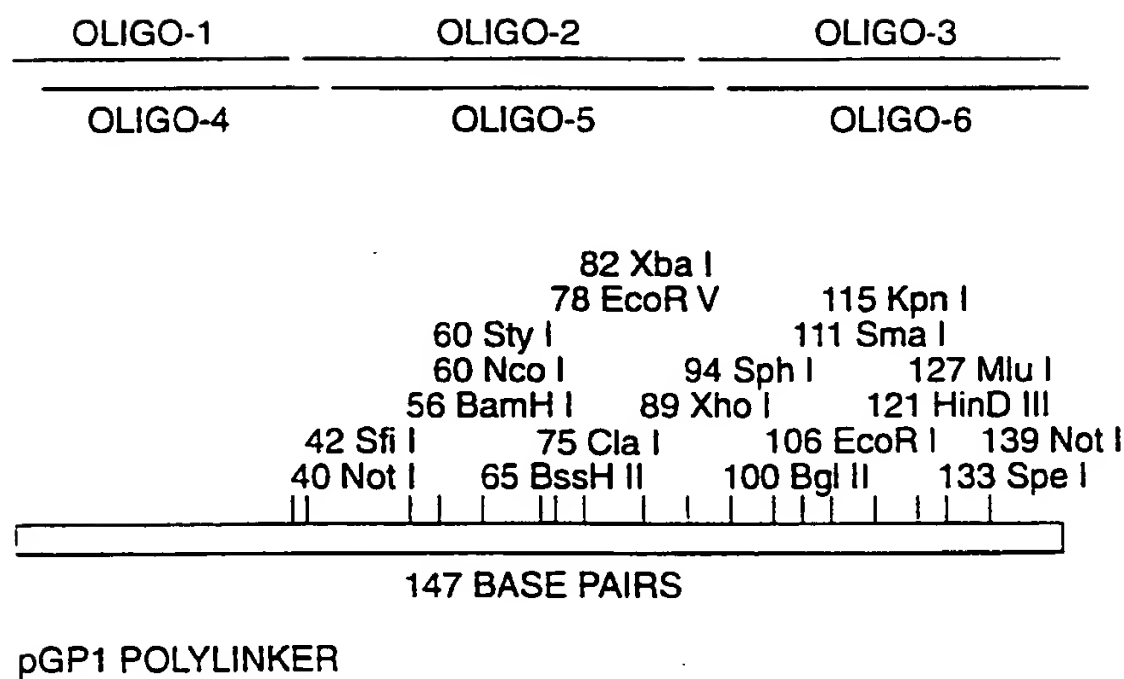 OLIGO-1 OLIGO-2 OLIGO-3
OLIGO-4 OLIGO-5 OLIGO-6
82 Xba I
78 EcoR V 115 Kpn I
60 Sty I 111 Sma I
60 Nco I 94 Sph I 127 Mlu I
56 BamH I 89 Xho I 121 HinD III
42 Sfi I 75 Cla I 106 EcoR I 139 Not I
40 Not I 65 BssH II 100 Bgl II 133 Spe I
147 BASE PAIRS
pGP1 POLYLINKER